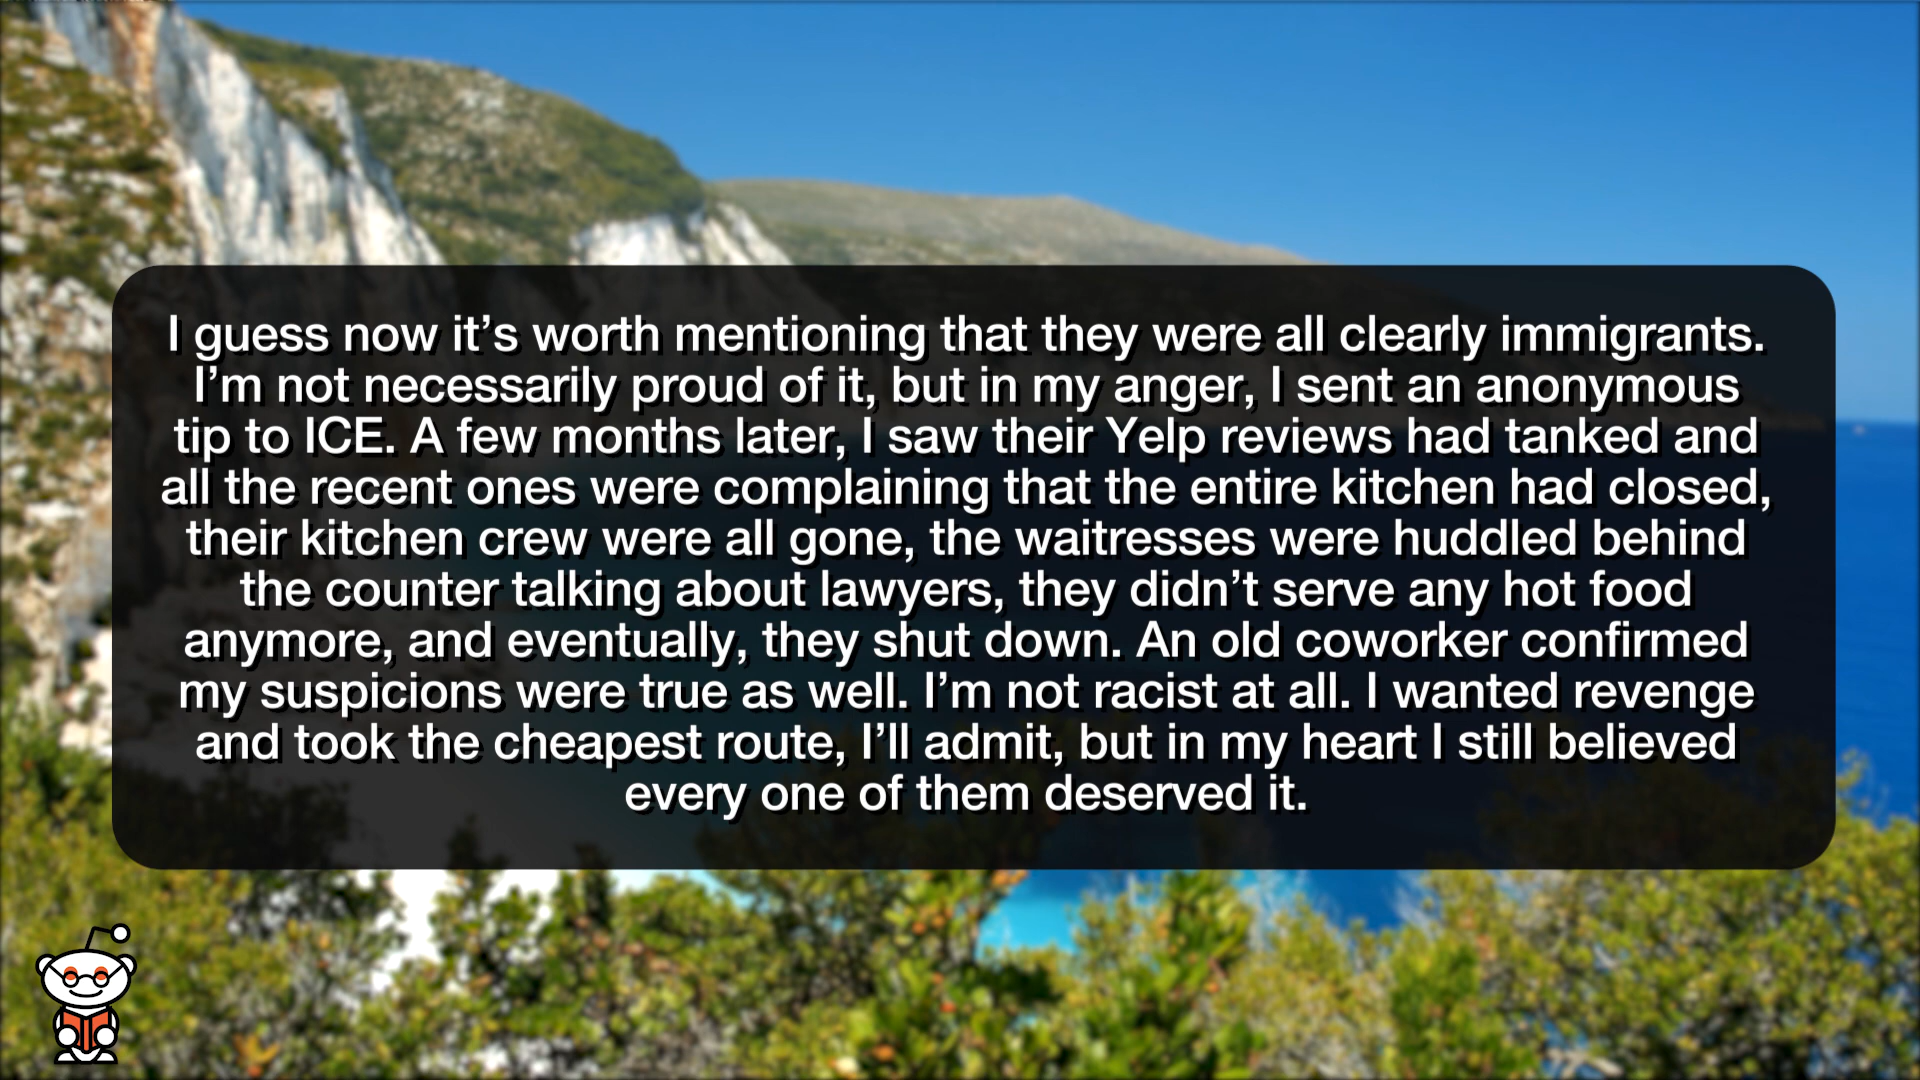 I guess now it’s worth mentioning that they were all clearly immigrants.
I’m not necessarily proud of it, but in my anger, I sent an anonymous
tip to ICE. A few months later, I saw their Yelp reviews had tanked and
all the recent ones were complaining that the entire kitchen had closed,
their kitchen crew were all gone, the waitresses were huddled behind
the counter talking about lawyers, they didn’t serve any hot food
anymore, and eventually, they shut down. An old coworker confirmed
my suspicions were true as well. I’m not racist at all. I wanted revenge
and took the cheapest route, I’ll admit, but in my heart I still believed
every one of them deserved it.